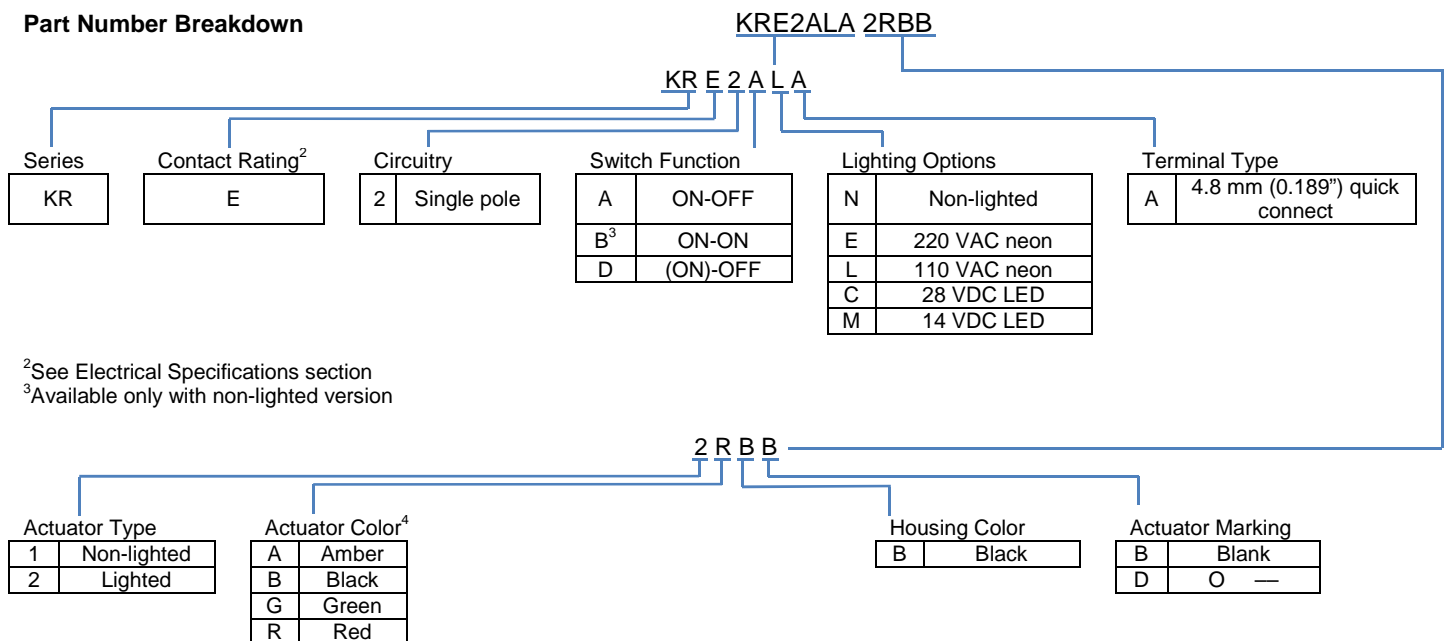 Part Number Breakdown
KRE2ALA 2RBB
KR E 2 A L A
Series
KR
Contact Rating2
E
Circuitry
2 Single pole
Switch Function
A ON-OFF
B3 ON-ON
D (ON)-OFF
Lighting Options
N Non-lighted
E 220 VAC neon
L 110 VAC neon
C 28 VDC LED
M 14 VDC LED
Terminal Type
A 4.8 mm (0.189”) quick
connect
2See Electrical Specifications section
3Available only with non-lighted version
2 R B B
Actuator Type
1 Non-lighted
2 Lighted
Actuator Color4
A Amber
B Black
G Green
R Red
Housing Color
B Black
Actuator Marking
B Blank
D O —